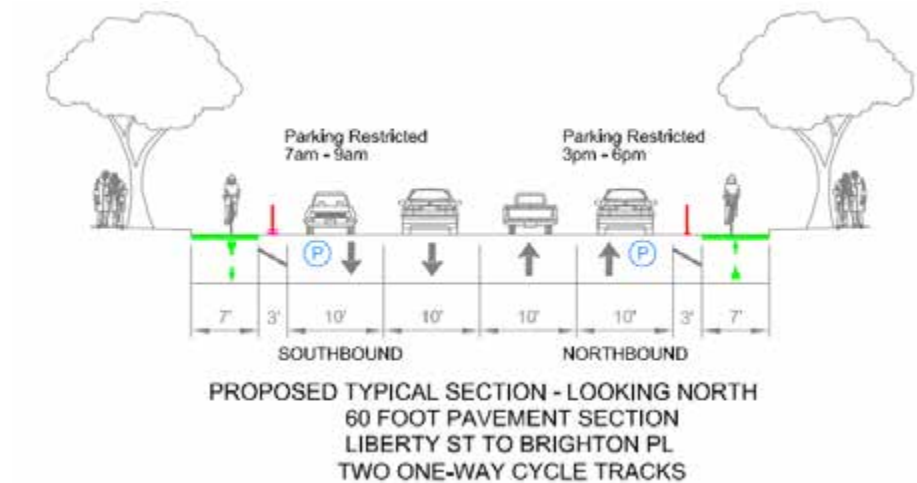 Parking Restricted
7am - 9am
Parking Restricted
3pm - 6pm
P
P
7' 3' 10' 10' 10' 10' 3' 7'
SOUTHBOUND
NORTHBOUND
PROPOSED TYPICAL SECTION - LOOKING NORTH
60 FOOT PAVEMENT SECTION
LIBERTY ST TO BRIGHTON PL
TWO ONE-WAY CYCLE TRACKS